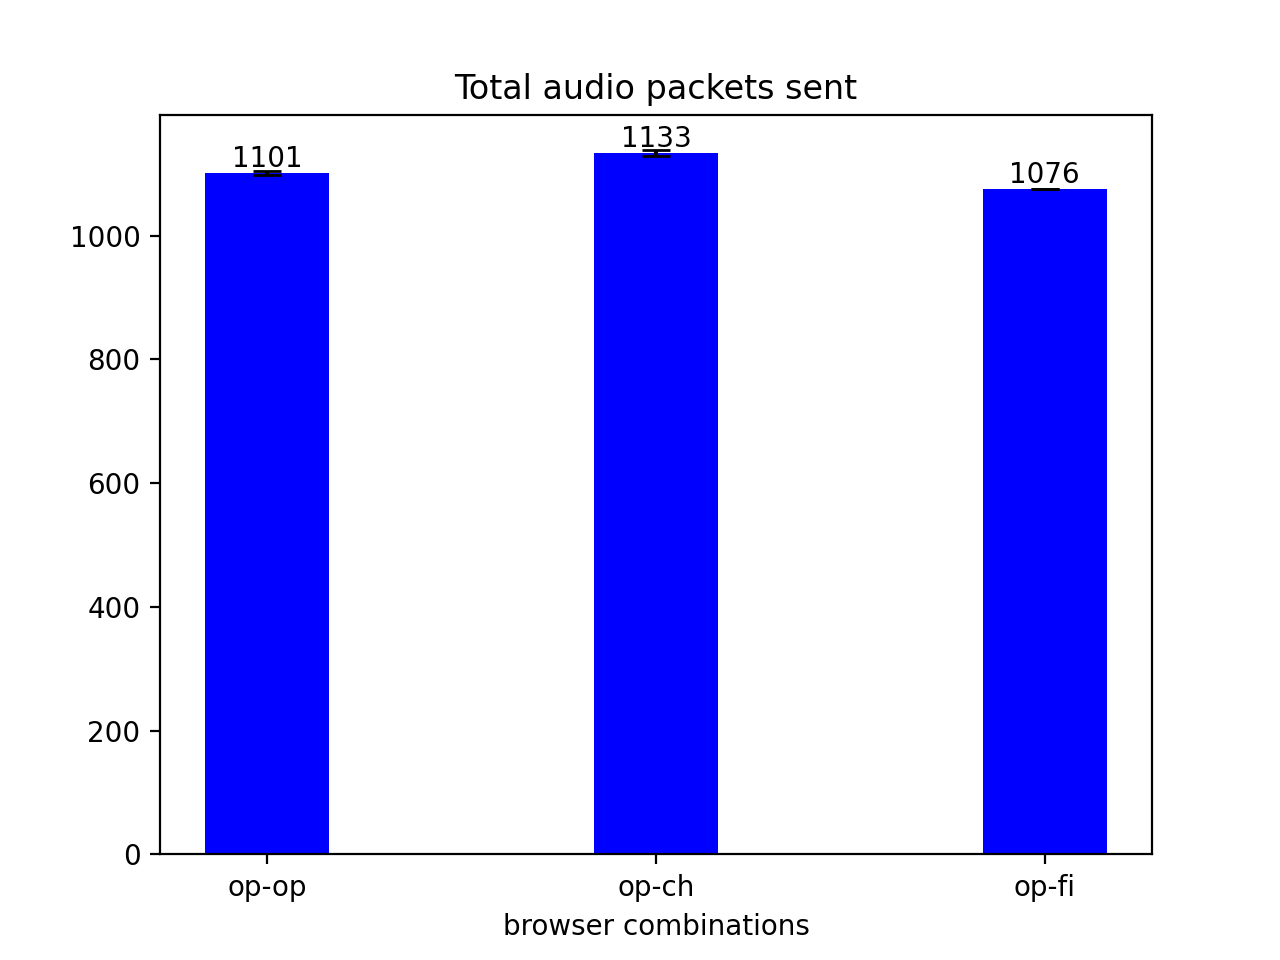 Total audio packets sent
1101
1133
1076
1000
800
600
400
200
0
op-op
op-ch
op-fi
browser combinations